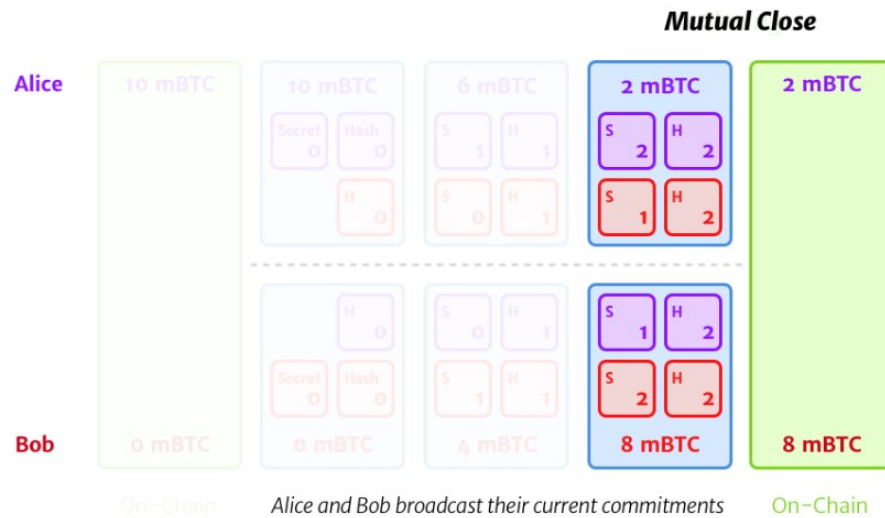 Mutual Close
Alice
10 mBTC
10 mBTC
6 mBTC
2 mBTC
2 mBTC
Secret 0
Hash 0
S 1
H 1
S 2
H 2
H 0
S 0
H 1
S 1
H 2
H 0
S 0
H 1
S 1
H 2
Secret 0
Hash 0
S 1
H 1
S 2
H 2
Bob
0 mBTC
0 mBTC
4 mBTC
8 mBTC
8 mBTC
On-Chain
Alice and Bob broadcast their current commitments
On-Chain